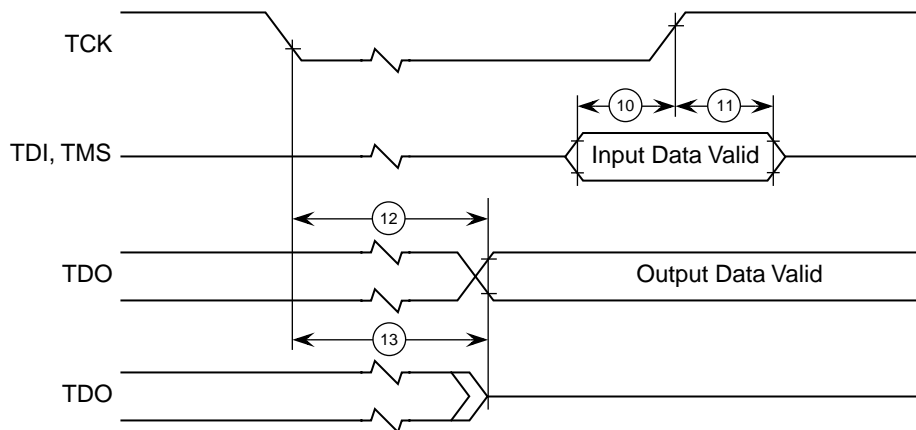 TCK
10
11
TDI, TMS
Input Data Valid
12
TDO
Output Data Valid
13
TDO